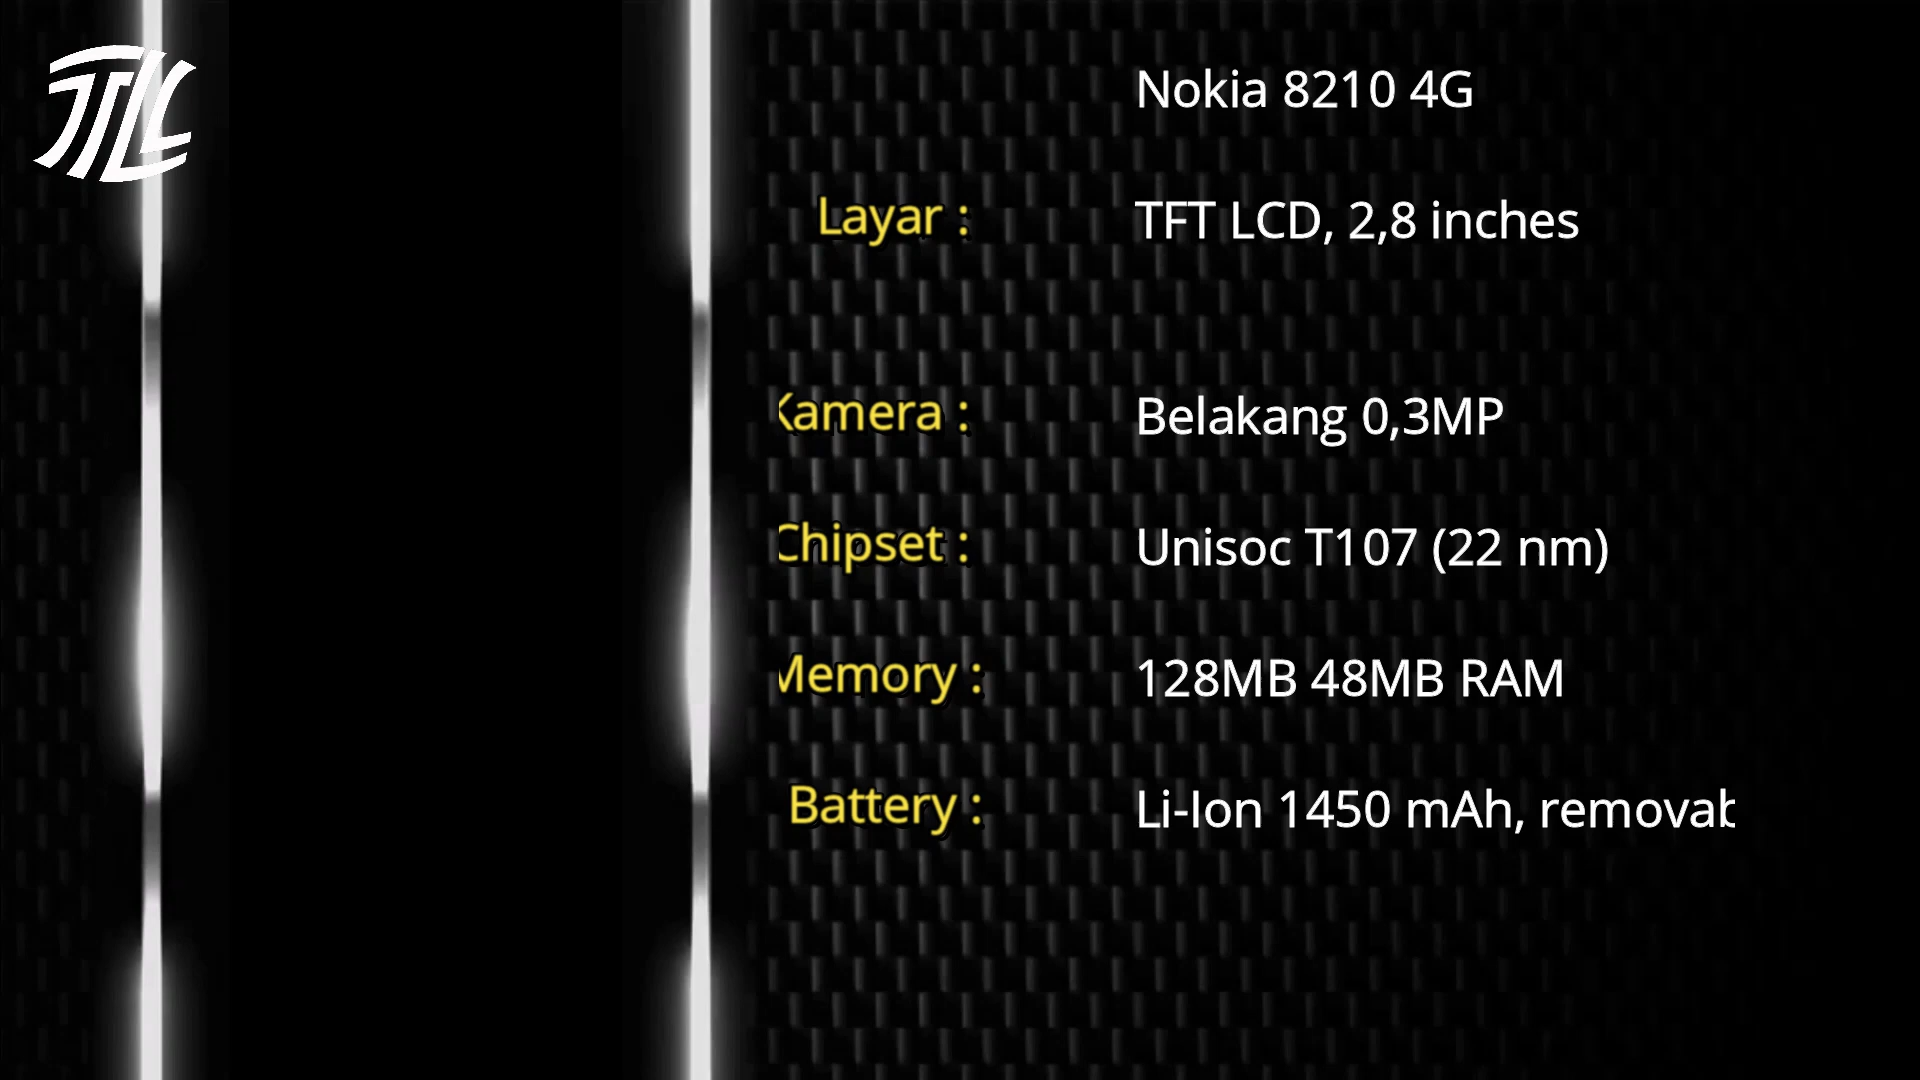 Nokia 8210 4G
Layar : TFT LCD, 2,8 inches
Kamera : Belakang 0,3MP
Chipset : Unisoc T107 (22 nm)
Memory : 128MB 48MB RAM
Battery : Li-Ion 1450 mAh, removab